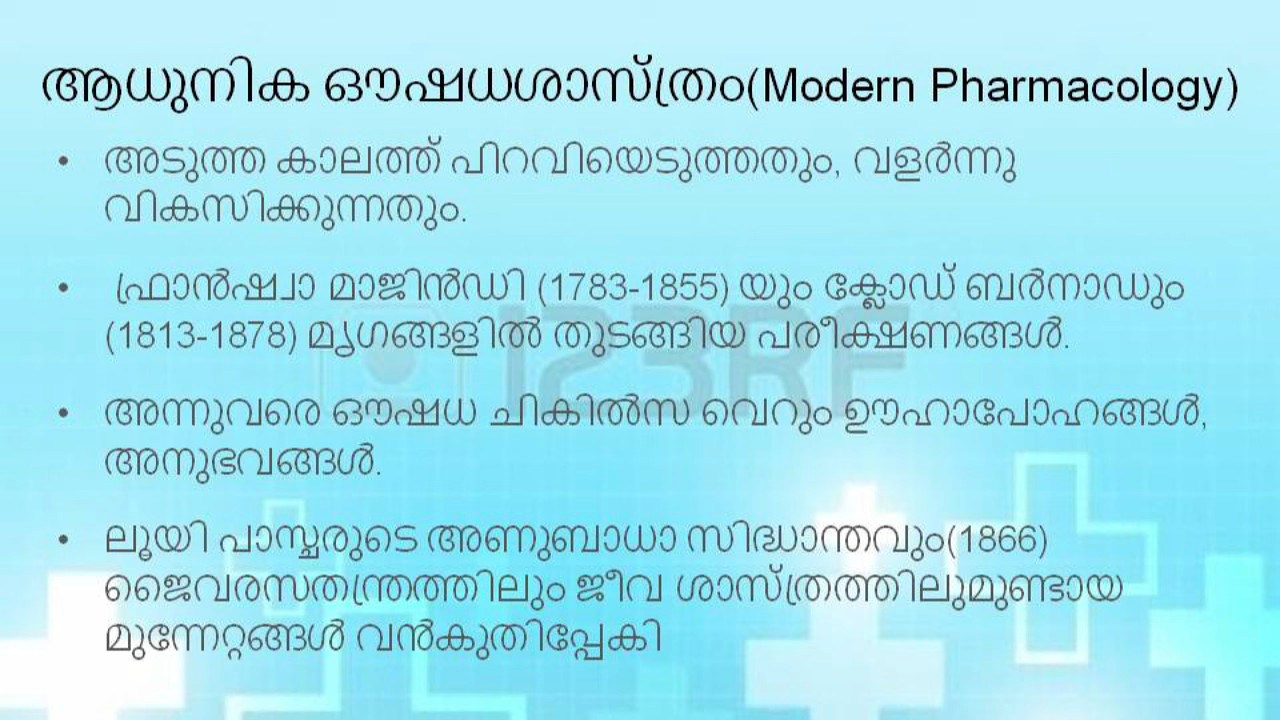 ആധുനിക ഔഷധശാസ്ത്രം(Modern Pharmacology)
• അടുത്ത കാലത്ത് പിറവിയെടുത്തതും, വളർന്നു
വികസിക്കുന്നതും.
• ഫ്രാൻഷ്വാ മാജിൻഡി (1783-1855) യും ക്ലോഡ് ബർനാഡും
(1813-1878) മൃഗങ്ങളിൽ തുടങ്ങിയ പരീക്ഷണങ്ങൾ.
123RF
• അന്നുവരെ ഔഷധ ചികിൽസ വെറും ഊഹാപോഹങ്ങൾ,
അനുഭവങ്ങൾ.
• ലൂയി പാസ്ചരുടെ അണുബാധാ സിദ്ധാന്തവും(1866)
ജൈവരസതന്ത്രത്തിലും ജീവ ശാസ്ത്രത്തിലുമുണ്ടായ
മുന്നേറ്റങ്ങൾ വൻകുതിപ്പേകി